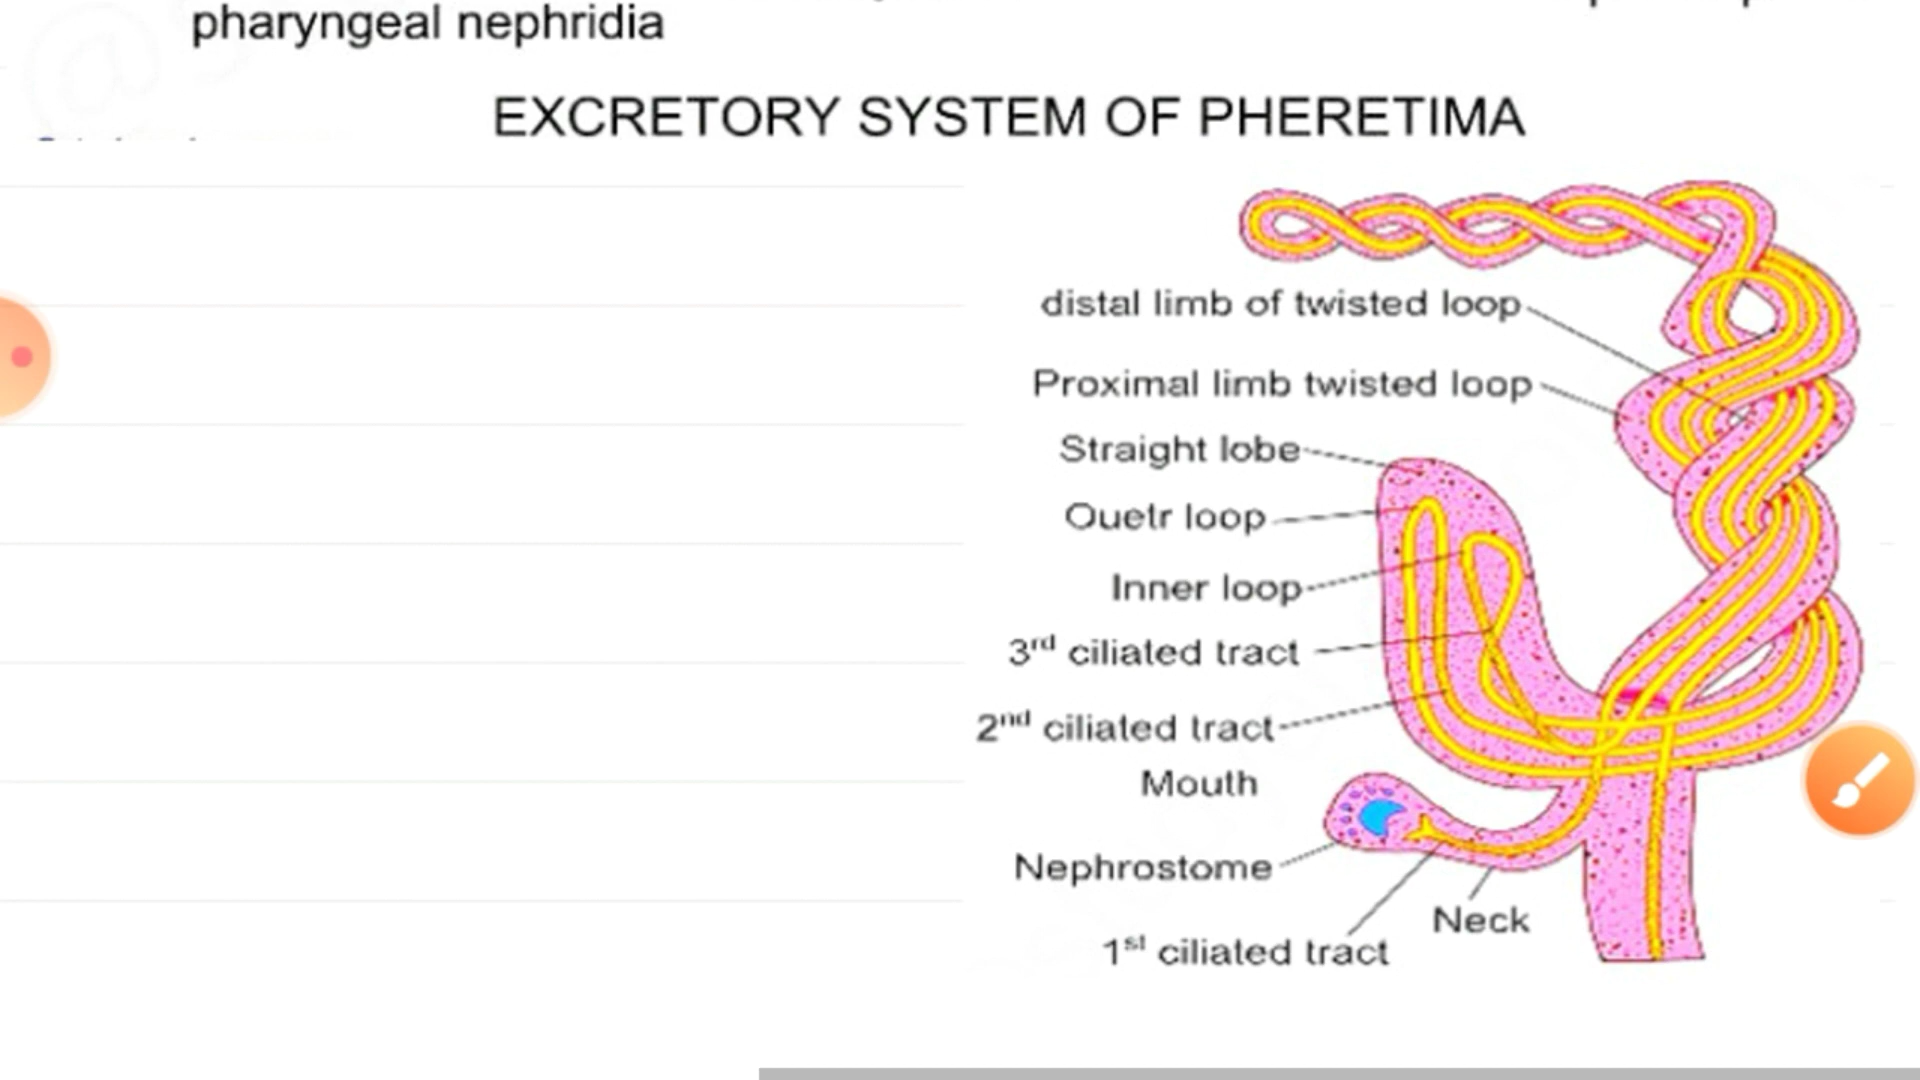 pharyngeal nephridia
EXCRETORY SYSTEM OF PHERETIMA
distal limb of twisted loop
Proximal limb twisted loop
Straight lobe
Ouetr loop
Inner loop
3rd ciliated tract
2nd ciliated tract
Mouth
Nephrostome
Neck
1st ciliated tract